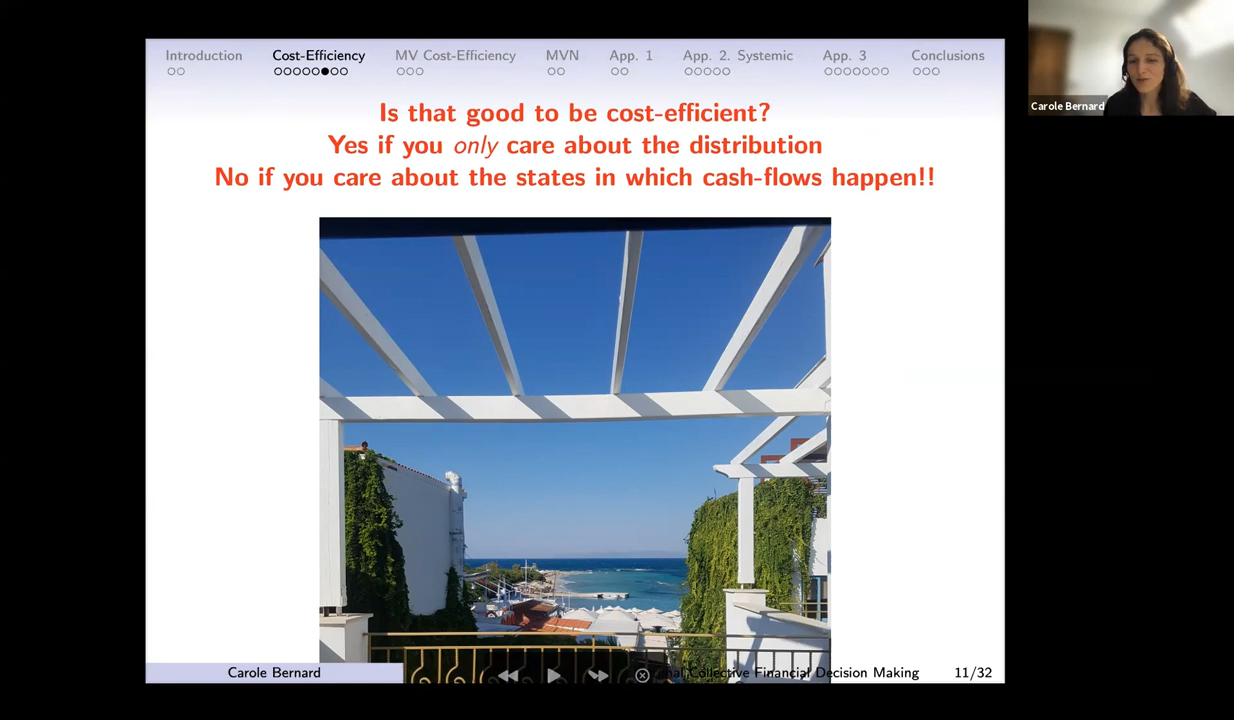 Introduction Cost-Efficiency MV Cost-Efficiency MVN App. 1 App. 2. Systemic App. 3 Conclusions
Is that good to be cost-efficient?
Yes if you only care about the distribution
No if you care about the states in which cash-flows happen!!
Carole Bernard
Carole Bernard
Collective Financial Decision Making
11/32